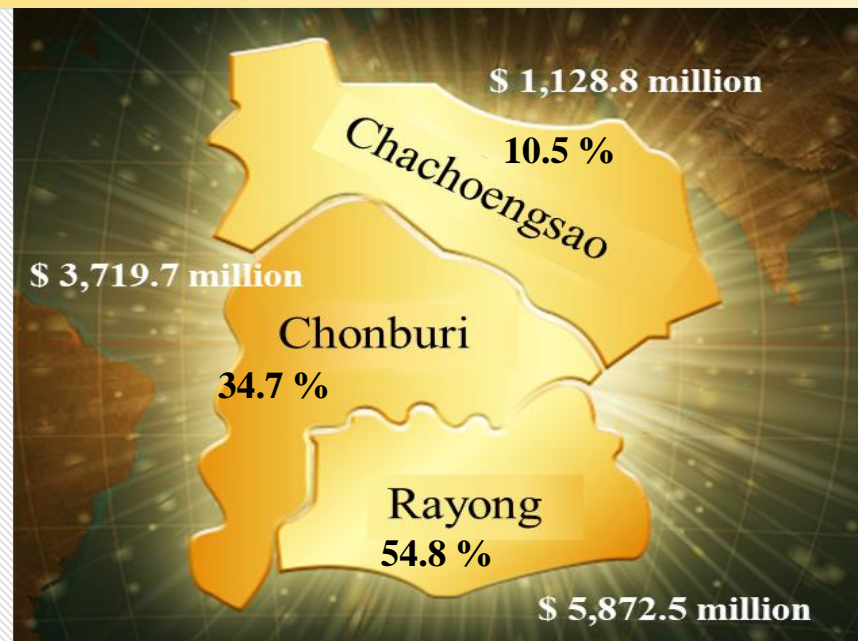 $ 1,128.8 million
10.5 %
Chachoengsao
$ 3,719.7 million
Chonburi
34.7 %
Rayong
54.8 %
$ 5,872.5 million